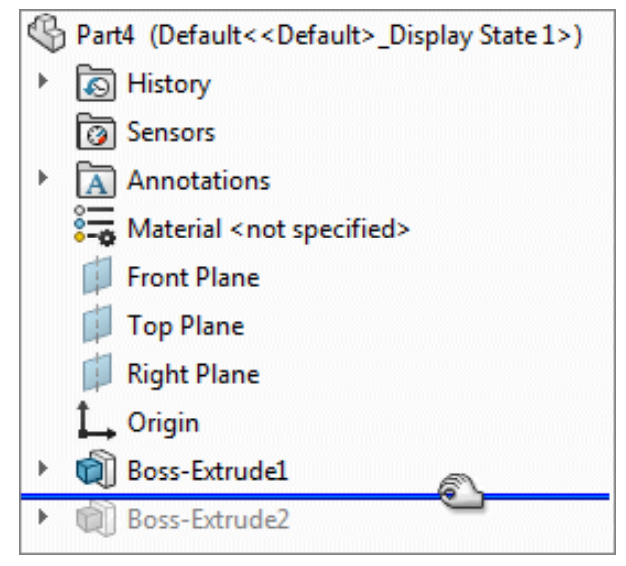 Part4 (Default<<Default>_Display State 1>)
History
Sensors
A Annotations
Material <not specified>
Front Plane
Top Plane
Right Plane
Origin
Boss-Extrude1
Boss-Extrude2